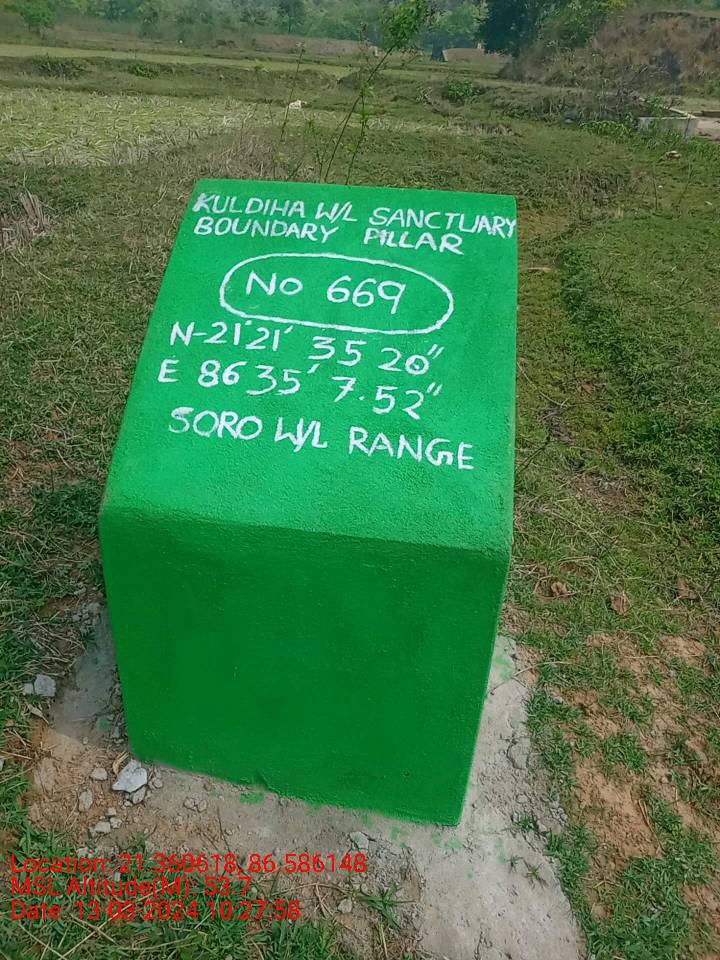 KULDIHA W/L SANCTUARY
BOUNDARY PILLAR
No 669
N-21'21' 35 20"
E 86 35' 7.52"
SORO W/L RANGE
Location: 21.360618, 86.586148
MSL Altitude(M): 53.7
Date: 13-03-2024 10:27:58